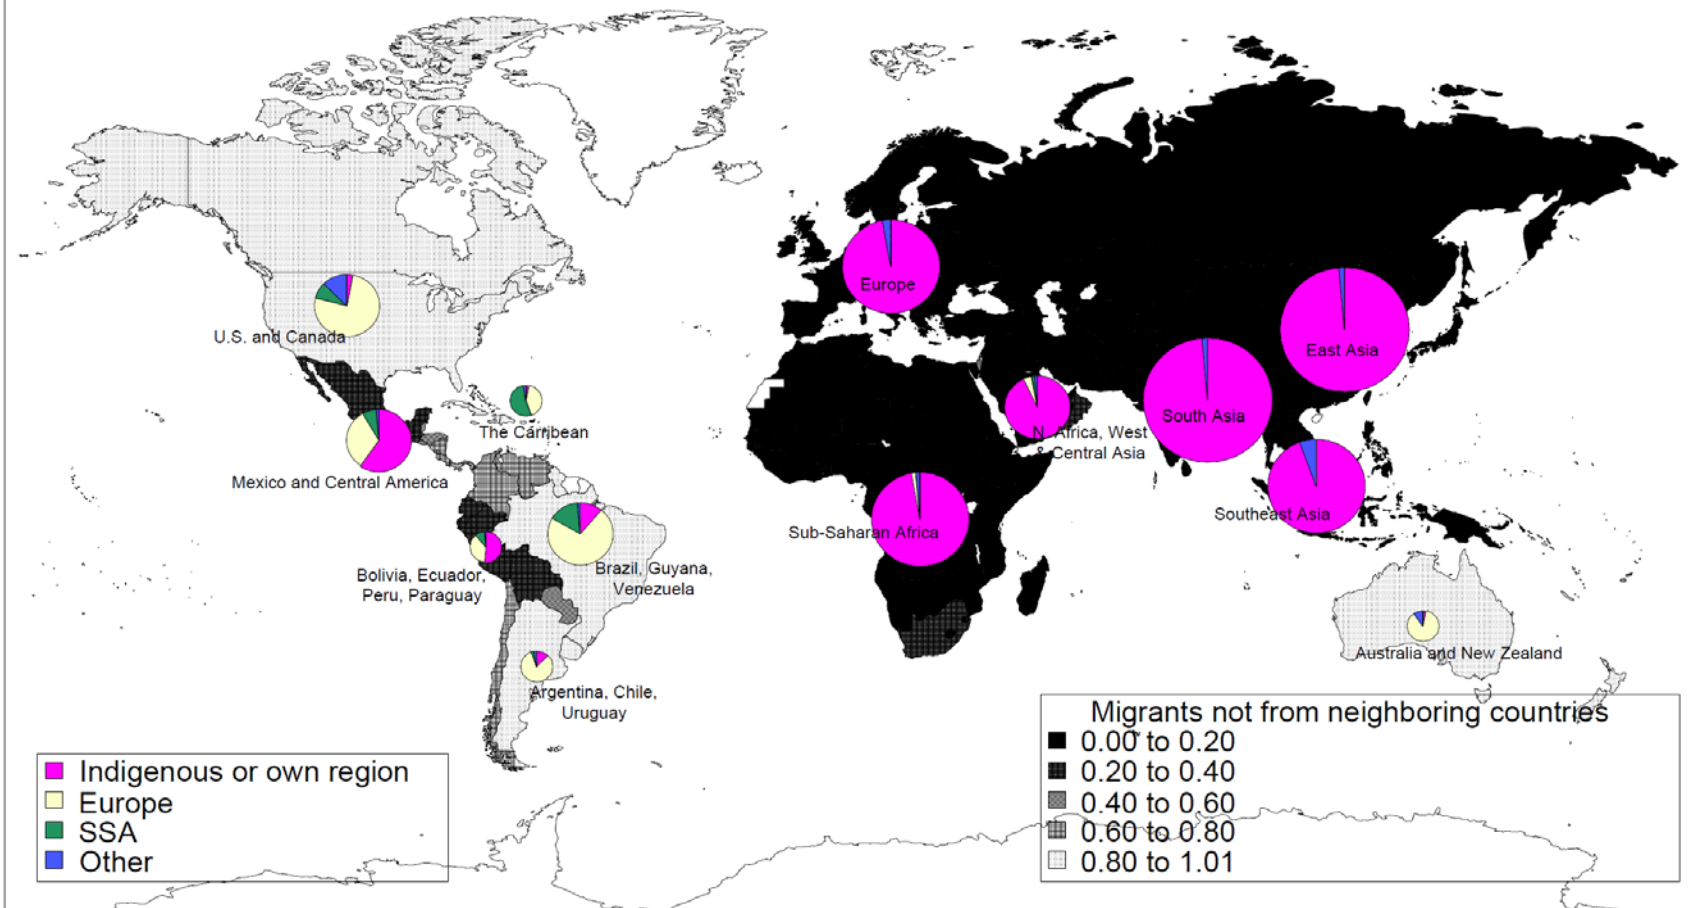 Europe
East Asia
U.S. and Canada
South Asia
The Carribean
N. Africa, West
& Central Asia
Mexico and Central America
Southeast Asia
Sub-Saharan Africa
Brazil, Guyana,
Venezuela
Bolivia, Ecuador,
Peru, Paraguay
Australia and New Zealand
Argentina, Chile,
Uruguay
Migrants not from neighboring countries
0.00 to 0.20
0.20 to 0.40
0.40 to 0.60
0.60 to 0.80
0.80 to 1.01
Indigenous or own region
Europe
SSA
Other